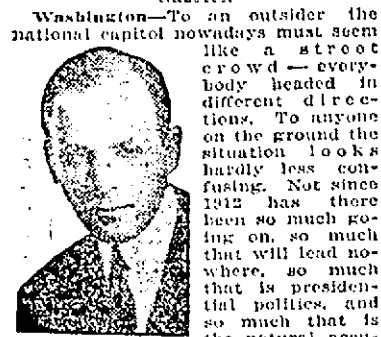 Washington—To an outsider the
national capitol nowadays must seem
like a street
crowd — every-
body headed in
different direc-
tions. To anyone
on the ground the
situation looks
hardly less con-
fusing. Not since
1912 has there
been so much go-
ing on, so much
that will lead no-
where, so much
that is presiden-
tial politics, and
so much that is
the natural